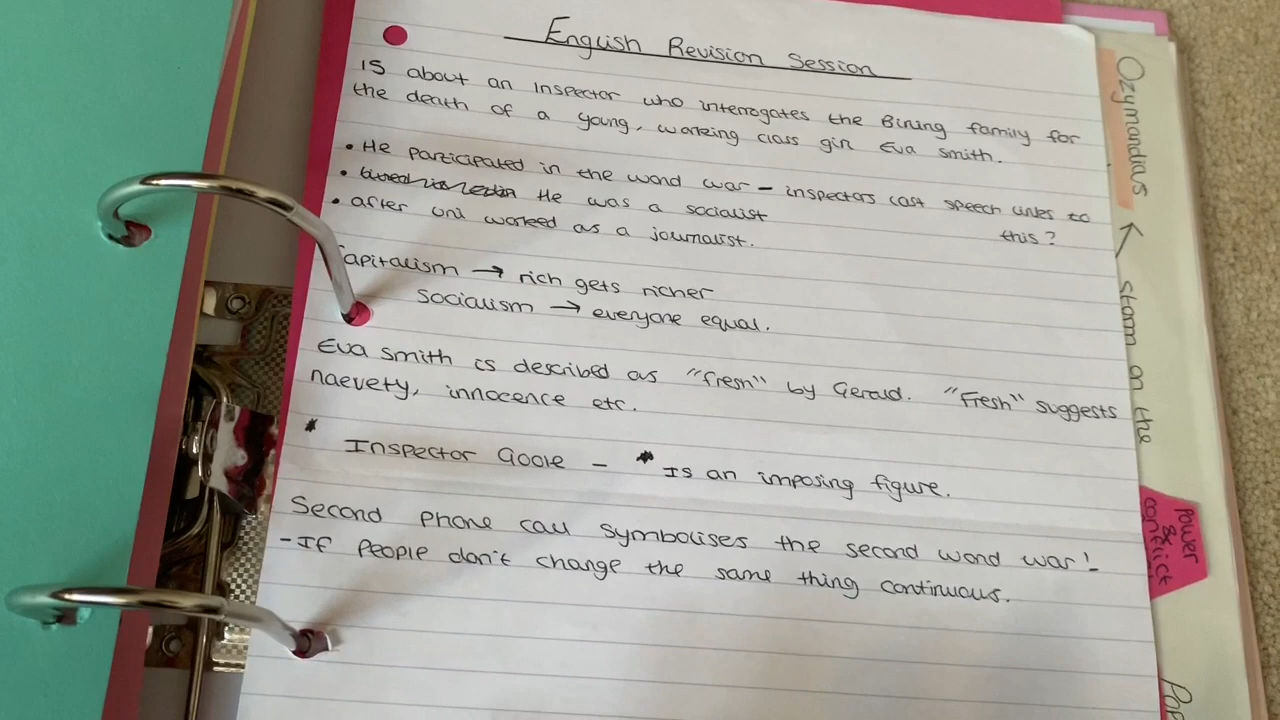 English Revision Session
is about an Inspector who interrogates the Bining family for
the death of a young, working class girl Eva Smith.
• He participated in the world war - inspectors last speech links to
this?
• He was a socialist
• after uni worked as a journalist.
Capitalism → rich gets richer
Socialism → everyone equal.
Eva Smith is described as "fresh" by Gerald. "Fresh" suggests
naevety, innocence etc.
* Inspector Goole - * Is an imposing figure.
Second phone call symbolises the second world war! -
- If people don't change the same thing continuous.
Ozymandias
← Storm on the
Power
&
conflict